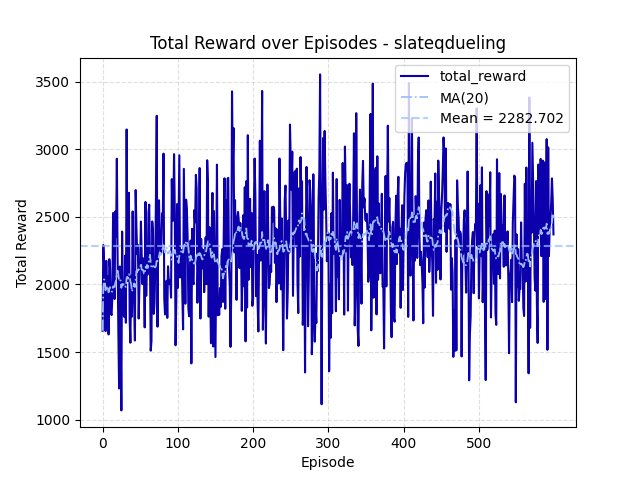 Total Reward over Episodes - slateqdueling
total_reward
MA(20)
Mean = 2282.702
3500
3000
2500
2000
1500
1000
Total Reward
0 100 200 300 400 500
Episode